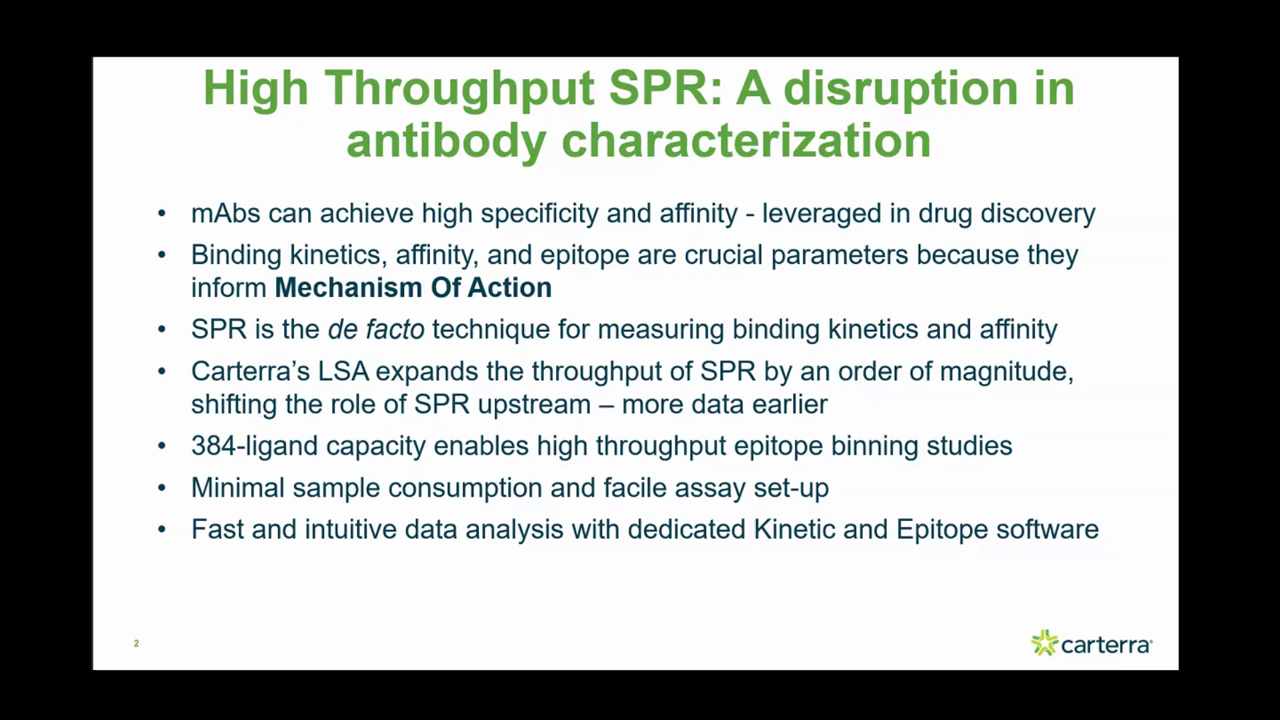 High Throughput SPR: A disruption in
antibody characterization
• mAbs can achieve high specificity and affinity - leveraged in drug discovery
• Binding kinetics, affinity, and epitope are crucial parameters because they
inform Mechanism Of Action
• SPR is the de facto technique for measuring binding kinetics and affinity
• Carterra’s LSA expands the throughput of SPR by an order of magnitude,
shifting the role of SPR upstream – more data earlier
• 384-ligand capacity enables high throughput epitope binning studies
• Minimal sample consumption and facile assay set-up
• Fast and intuitive data analysis with dedicated Kinetic and Epitope software
2
carterra®